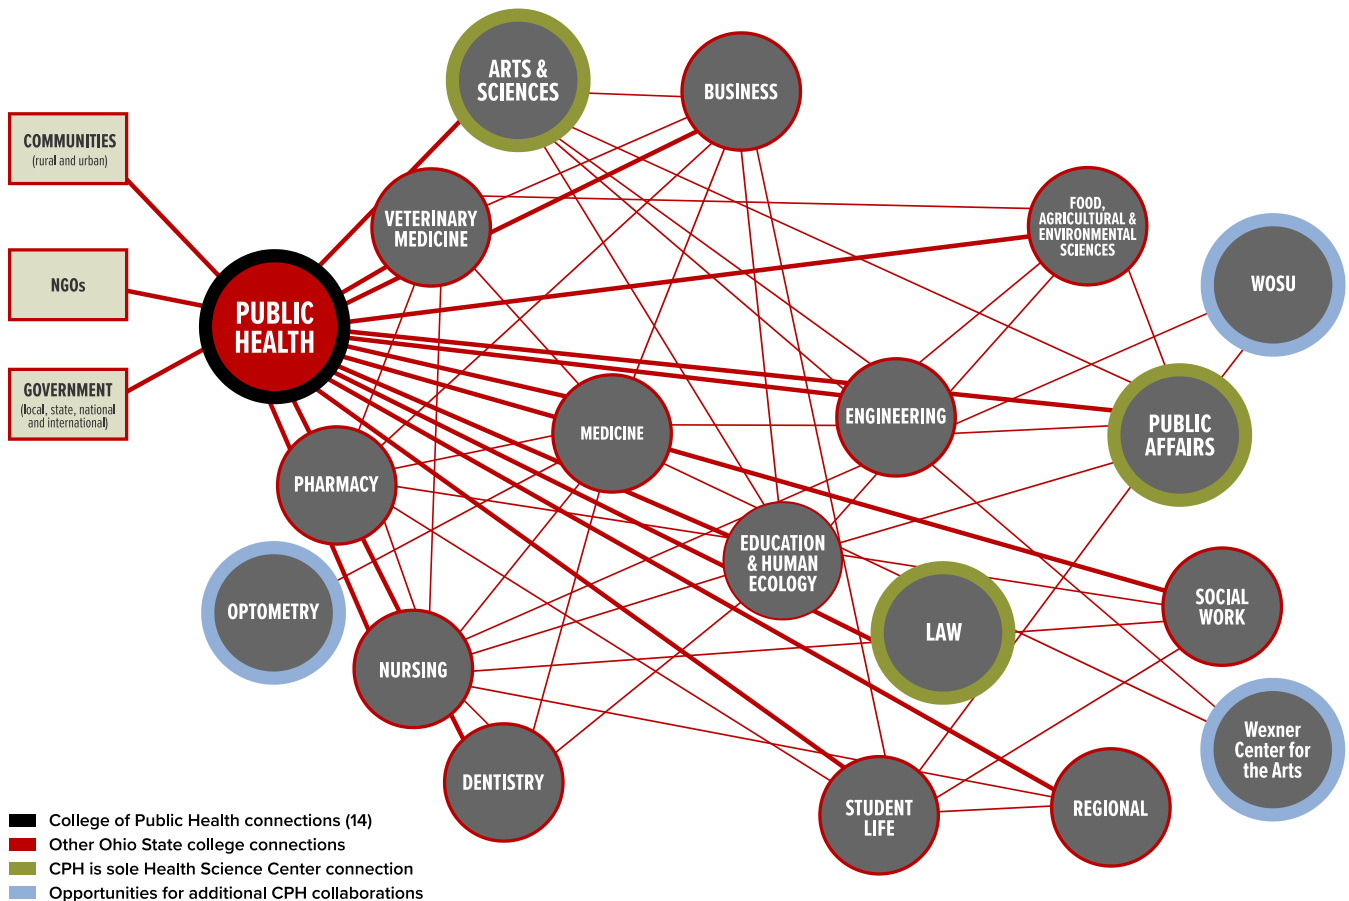 ARTS &
SCIENCES
BUSINESS
COMMUNITIES
(rural and urban)
VETERINARY
MEDICINE
FOOD,
AGRICULTURAL &
ENVIRONMENTAL
SCIENCES
NGOs
WOSU
PUBLIC
HEALTH
GOVERNMENT
(local, state, national
and international)
MEDICINE
ENGINEERING
PUBLIC
AFFAIRS
PHARMACY
EDUCATION
& HUMAN
ECOLOGY
OPTOMETRY
LAW
SOCIAL
WORK
NURSING
Wexner
Center for
the Arts
DENTISTRY
STUDENT
LIFE
REGIONAL
College of Public Health connections (14)
Other Ohio State college connections
CPH is sole Health Science Center connection
Opportunities for additional CPH collaborations